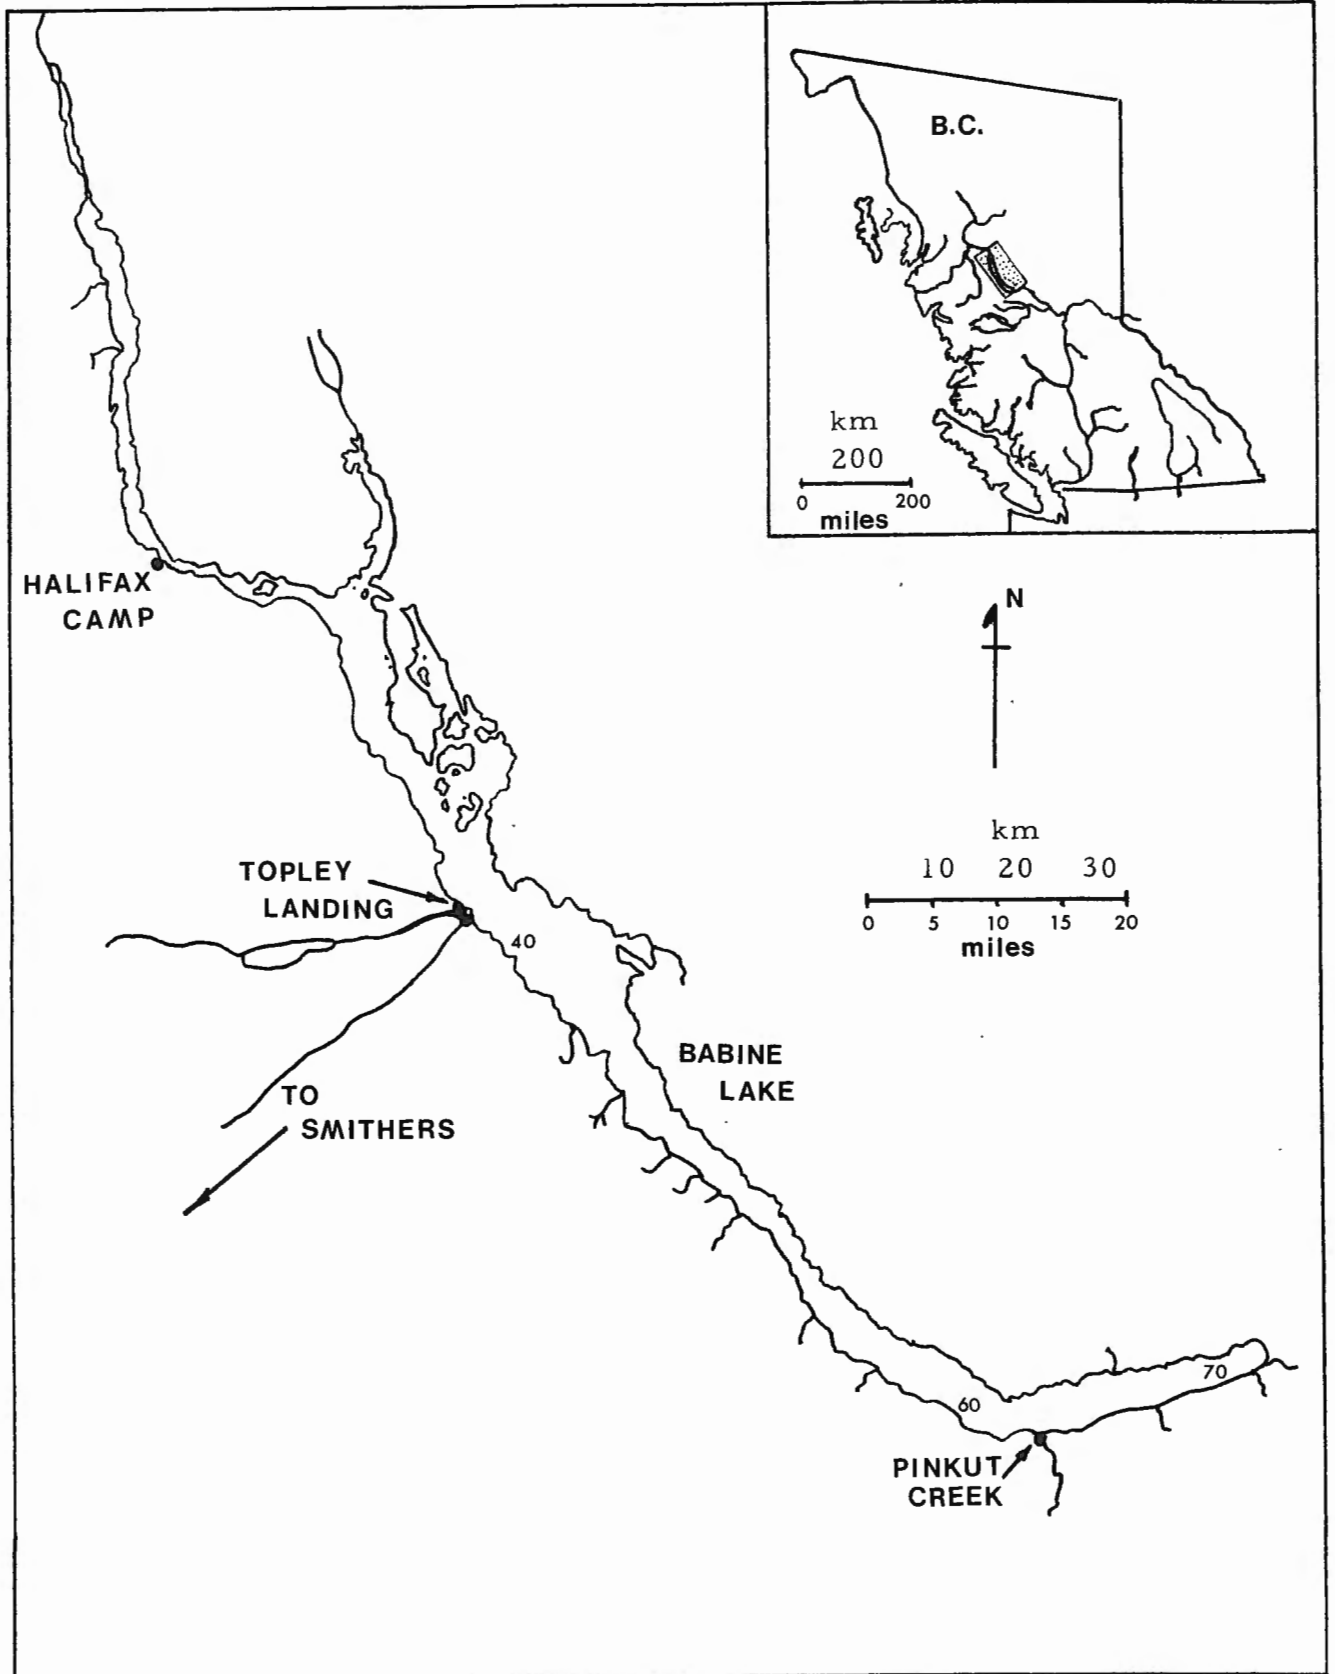 B.C.
km
200
0 200
miles
HALIFAX
CAMP
N
km
10 20 30
0 5 10 15 20
miles
TOPLEY
LANDING
40
BABINE
LAKE
TO
SMITHERS
70
60
PINKUT
CREEK